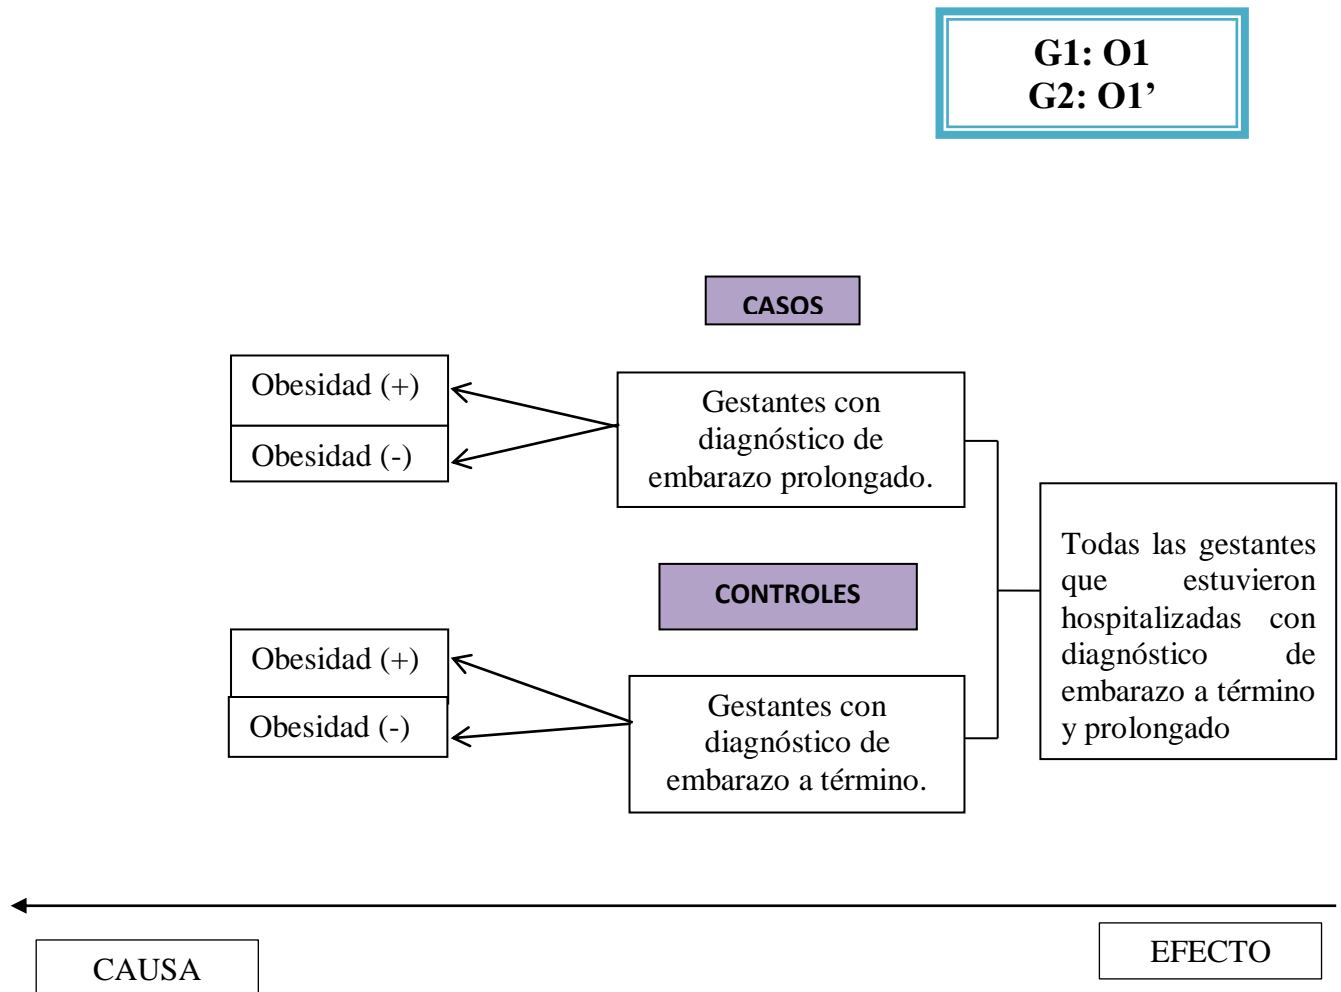 G1: O1
G2: O1’
CASOS
Obesidad (+)
Obesidad (-)
Gestantes con
diagnóstico de
embarazo prolongado.
Todas las gestantes
que estuvieron
hospitalizadas con
diagnóstico de
embarazo a término
y prolongado
CONTROLES
Obesidad (+)
Obesidad (-)
Gestantes con
diagnóstico de
embarazo a término.
CAUSA
EFECTO